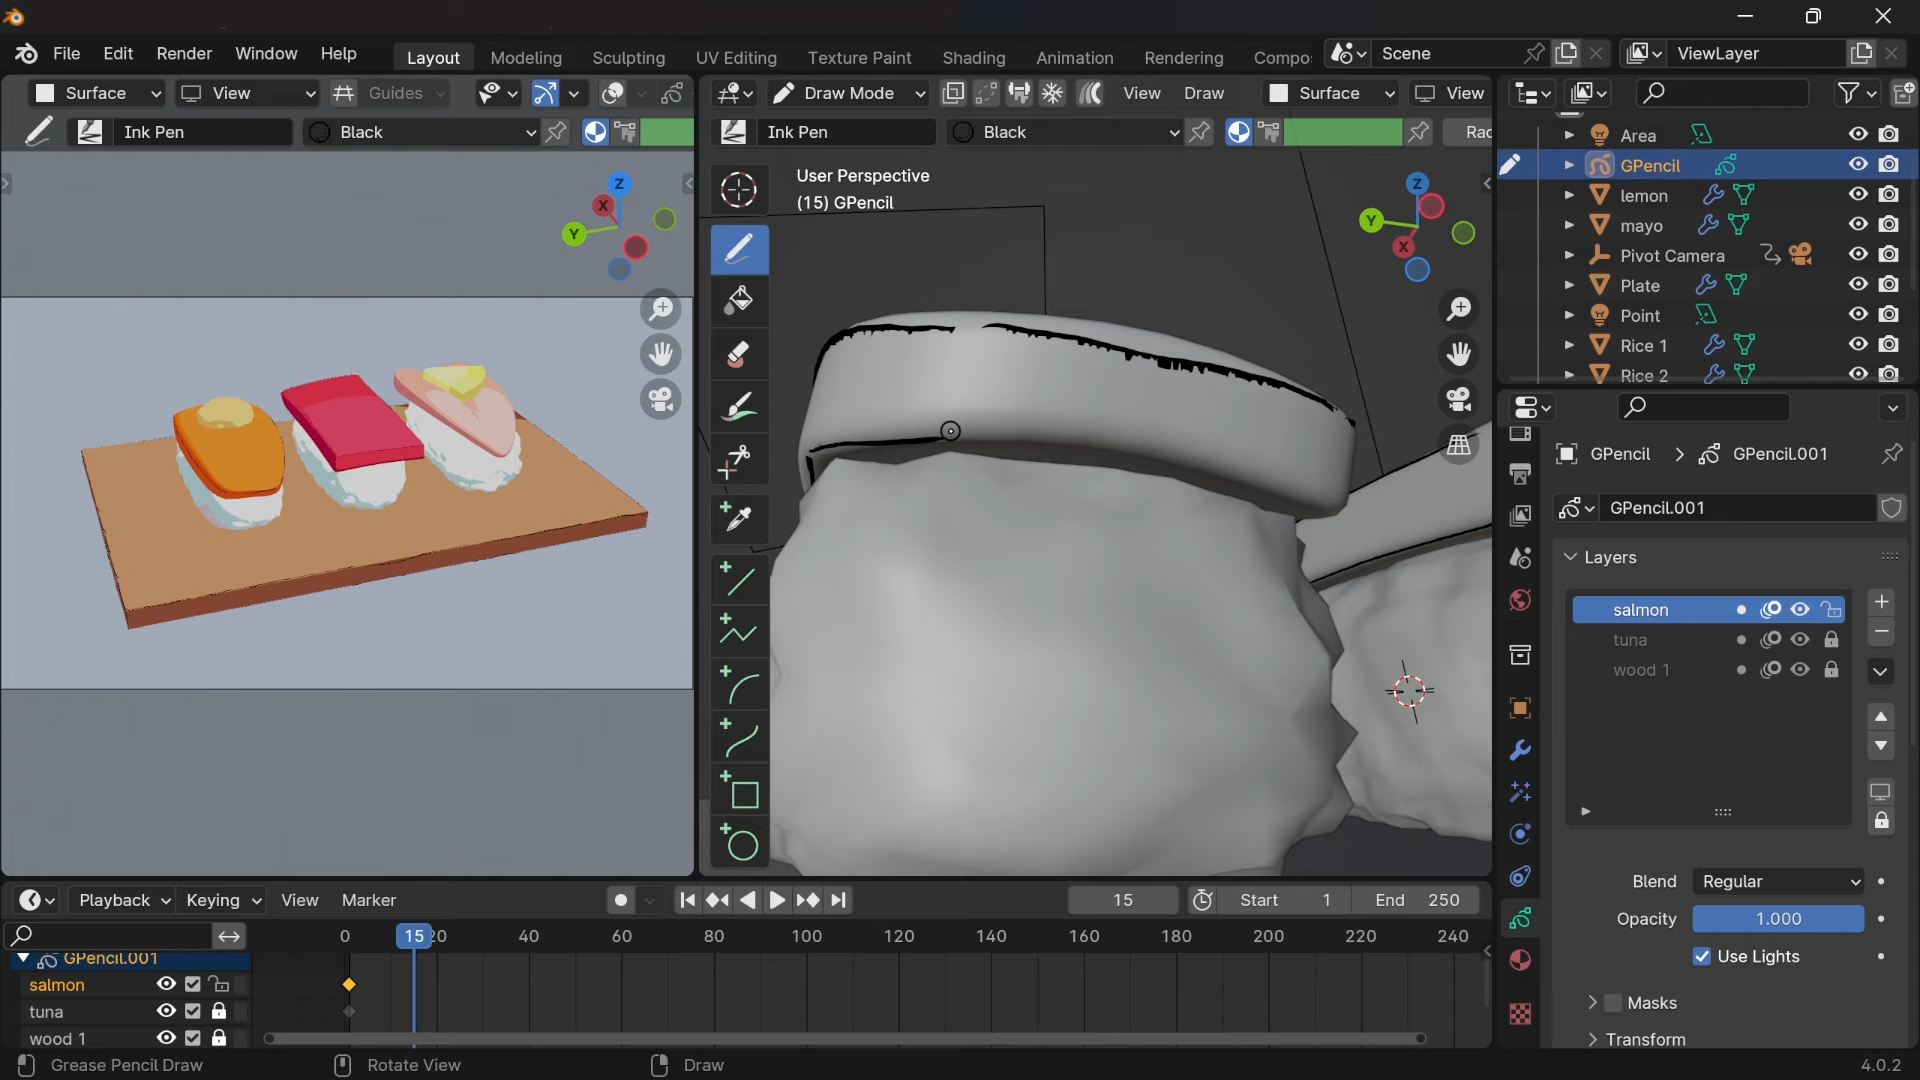 File Edit Render Window Help Layout Modeling Sculpting UV Editing Texture Paint Shading Animation Rendering Compo Scene ViewLayer
Surface View Guides Draw Mode View Draw Surface View
Ink Pen Black Ink Pen Black Rad
User Perspective
(15) GPencil
Z
X
Y
Z
Y
X
Area
GPencil
lemon
mayo
Pivot Camera
Plate
Point
Rice 1
Rice 2
GPencil GPencil.001
GPencil.001
Layers
salmon
tuna
wood 1
Blend Regular
Opacity 1.000
Use Lights
Masks
Transform
Playback Keying View Marker 15 Start 1 End 250
0 15 20 40 60 80 100 120 140 160 180 200 220 240
GPencil.001
salmon
tuna
wood 1
Grease Pencil Draw Rotate View Draw 4.0.2